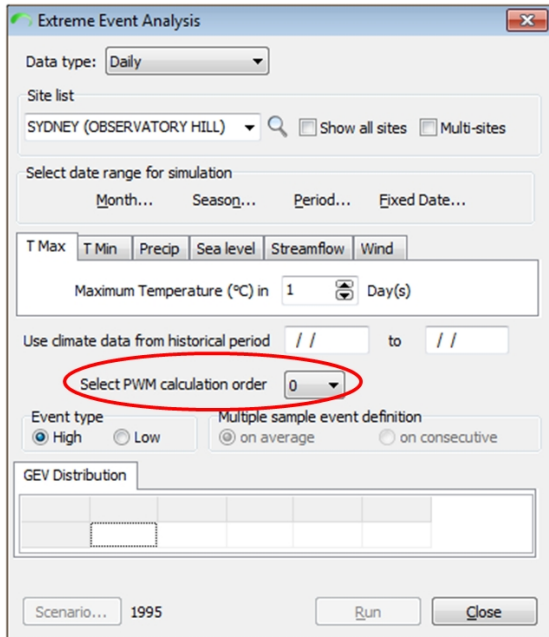 Extreme Event Analysis
Data type: Daily
Site list
SYDNEY (OBSERVATORY HILL) Show all sites Multi-sites
Select date range for simulation
Month... Season... Period... Fixed Date...
T Max T Min Precip Sea level Streamflow Wind
Maximum Temperature (°C) in 1 Day(s)
Use climate data from historical period / / to / /
Select PWM calculation order 0
Event type Multiple sample event definition
High Low on average on consecutive
GEV Distribution
Scenario... 1995 Run Close